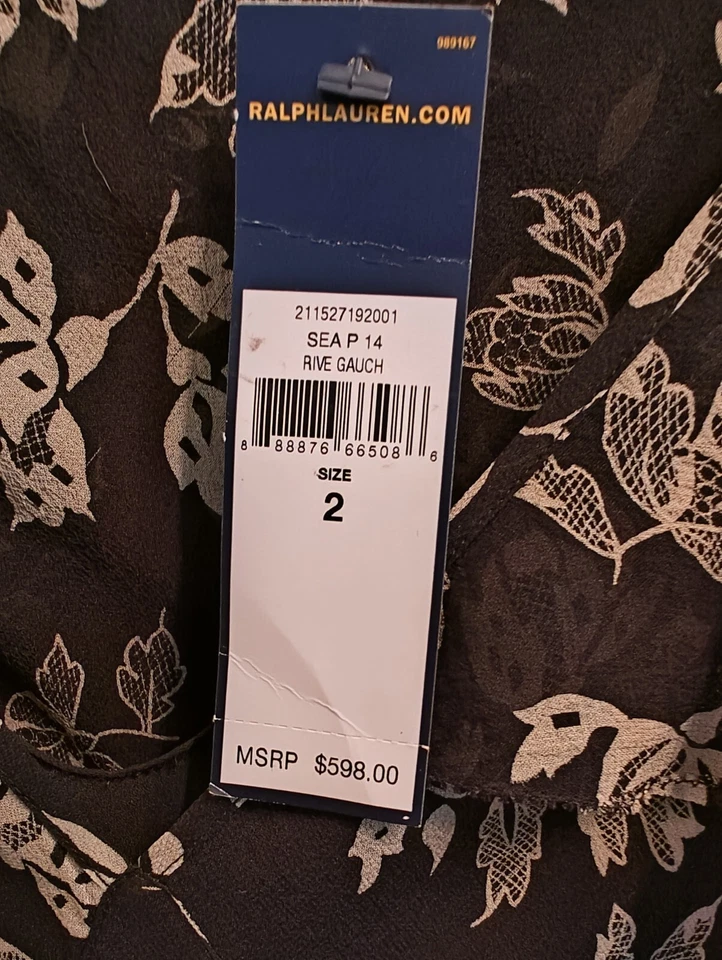 989167
RALPHLAUREN.COM
211527192001
SEA P 14
RIVE GAUCH
8 88876 66508 6
SIZE
2
MSRP $598.00